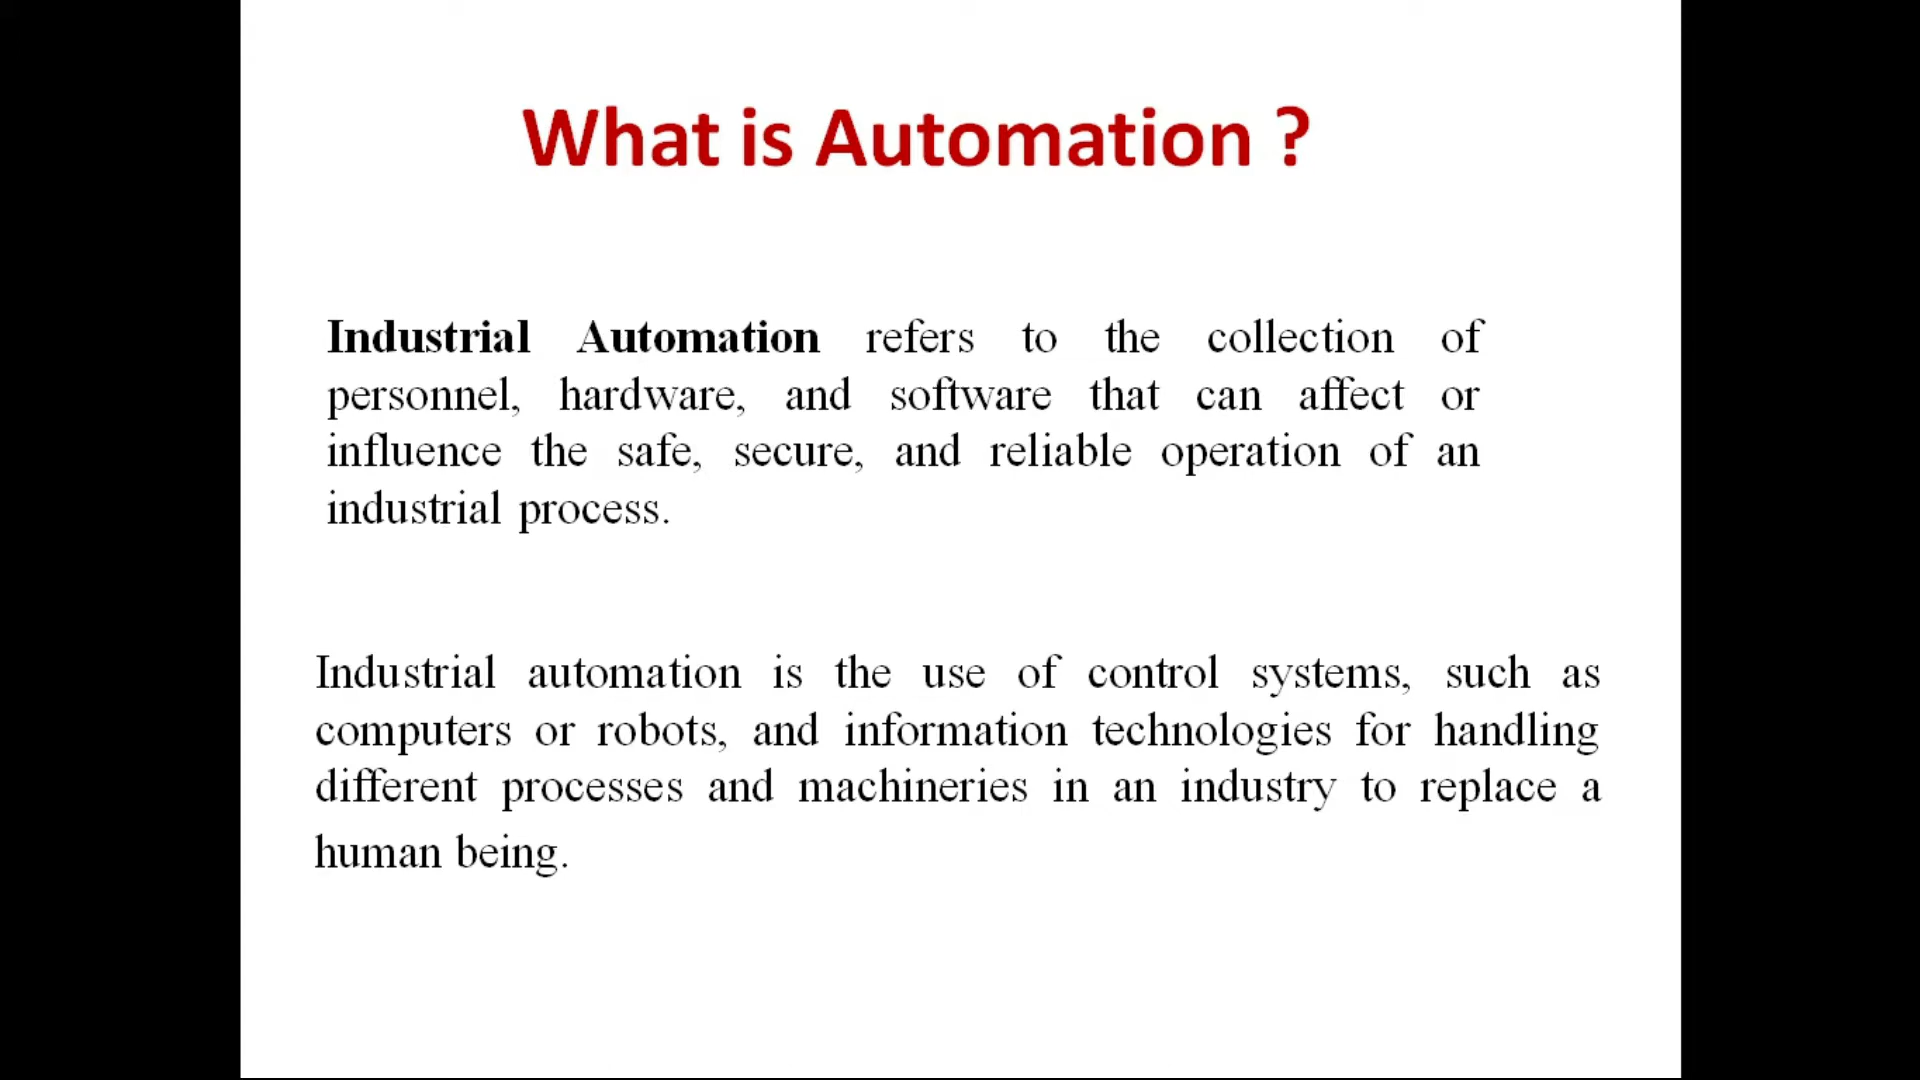 What is Automation ?
Industrial Automation refers to the collection of
personnel, hardware, and software that can affect or
influence the safe, secure, and reliable operation of an
industrial process.
Industrial automation is the use of control systems, such as
computers or robots, and information technologies for handling
different processes and machineries in an industry to replace a
human being.